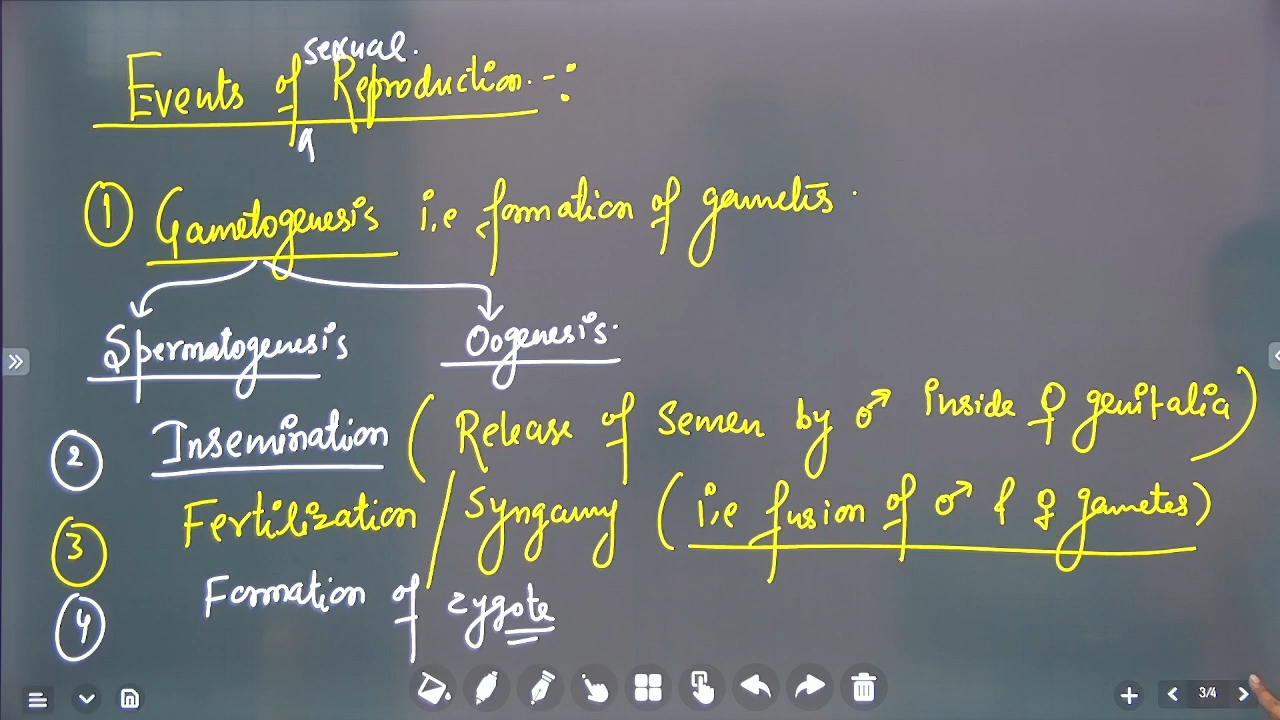 sexual.
Events of Reproduction :-
① Gametogenesis i.e formation of gametes.
Spermatogenesis Oogenesis.
② Insemination (Release of Semen by ♂ inside ♀ genitalia)
③ Fertilization / Syngamy (i.e fusion of ♂ & ♀ gametes)
④ Formation of zygote
3/4